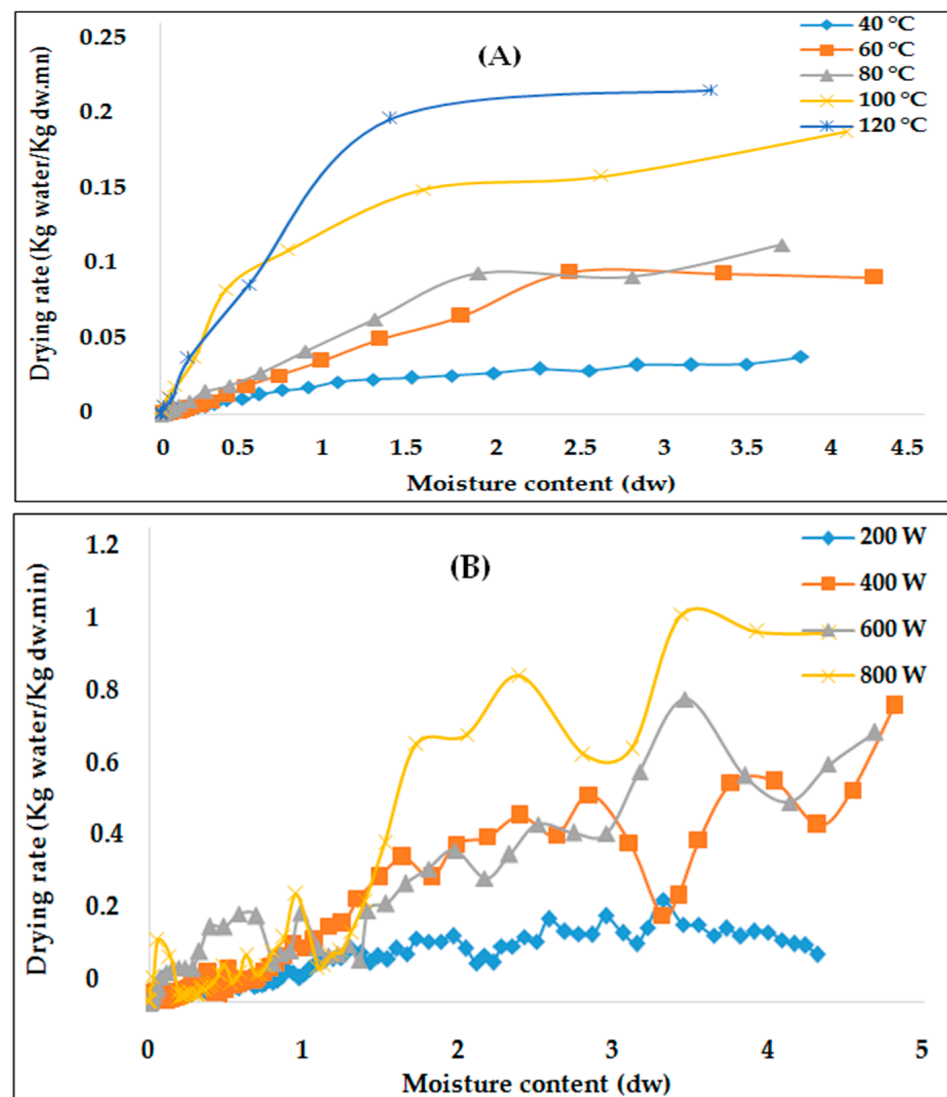 (A)
40 °C
60 °C
80 °C
100 °C
120 °C
Drying rate (Kg water/Kg dw.mn)
0.25
0.2
0.15
0.1
0.05
0
0 0.5 1 1.5 2 2.5 3 3.5 4 4.5
Moisture content (dw)
(B)
200 W
400 W
600 W
800 W
Drying rate (Kg water/Kg dw.min)
1.2
1
0.8
0.6
0.4
0.2
0
0 1 2 3 4 5
Moisture content (dw)